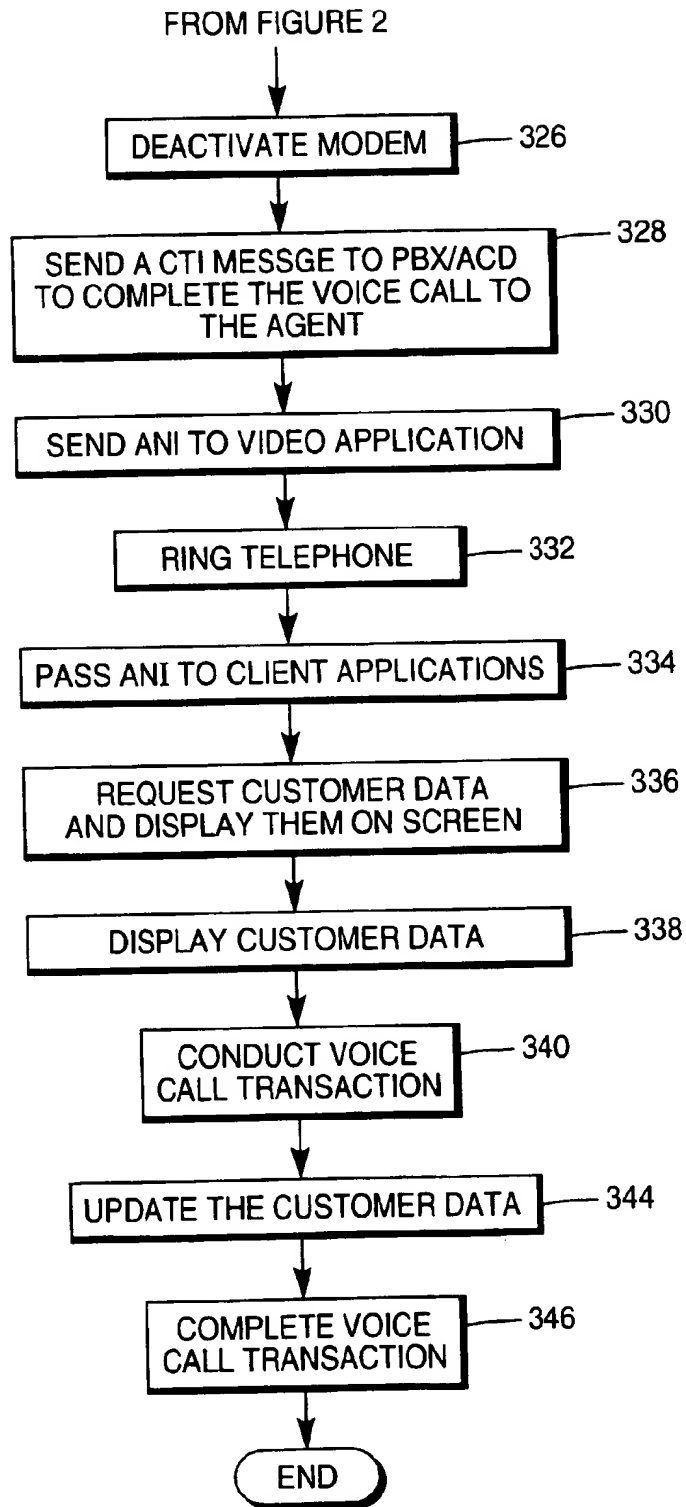 FROM FIGURE 2
DEACTIVATE MODEM
326
SEND A CTI MESSGE TO PBX/ACD
TO COMPLETE THE VOICE CALL TO
THE AGENT
328
SEND ANI TO VIDEO APPLICATION
330
RING TELEPHONE
332
PASS ANI TO CLIENT APPLICATIONS
334
REQUEST CUSTOMER DATA
AND DISPLAY THEM ON SCREEN
336
DISPLAY CUSTOMER DATA
338
CONDUCT VOICE
CALL TRANSACTION
340
UPDATE THE CUSTOMER DATA
344
COMPLETE VOICE
CALL TRANSACTION
346
END